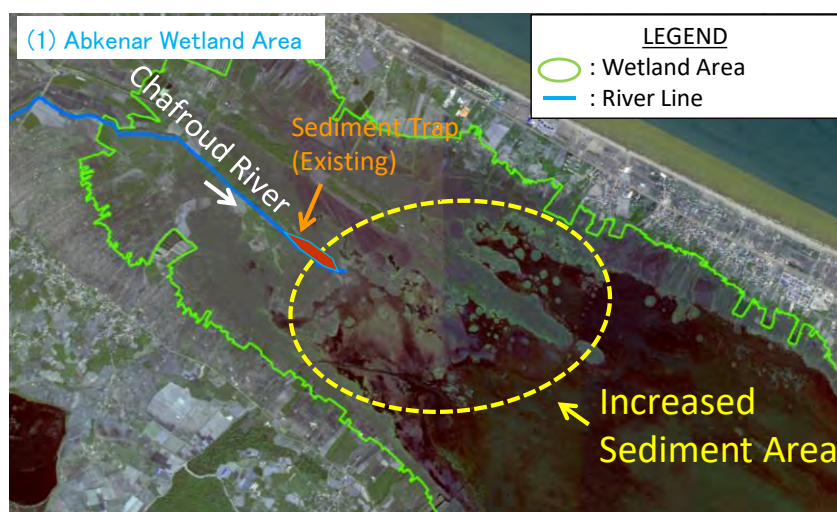 (1) Abkenar Wetland Area
LEGEND
: Wetland Area
: River Line
Chafroud River
Sediment Trap
(Existing)
Increased
Sediment Area